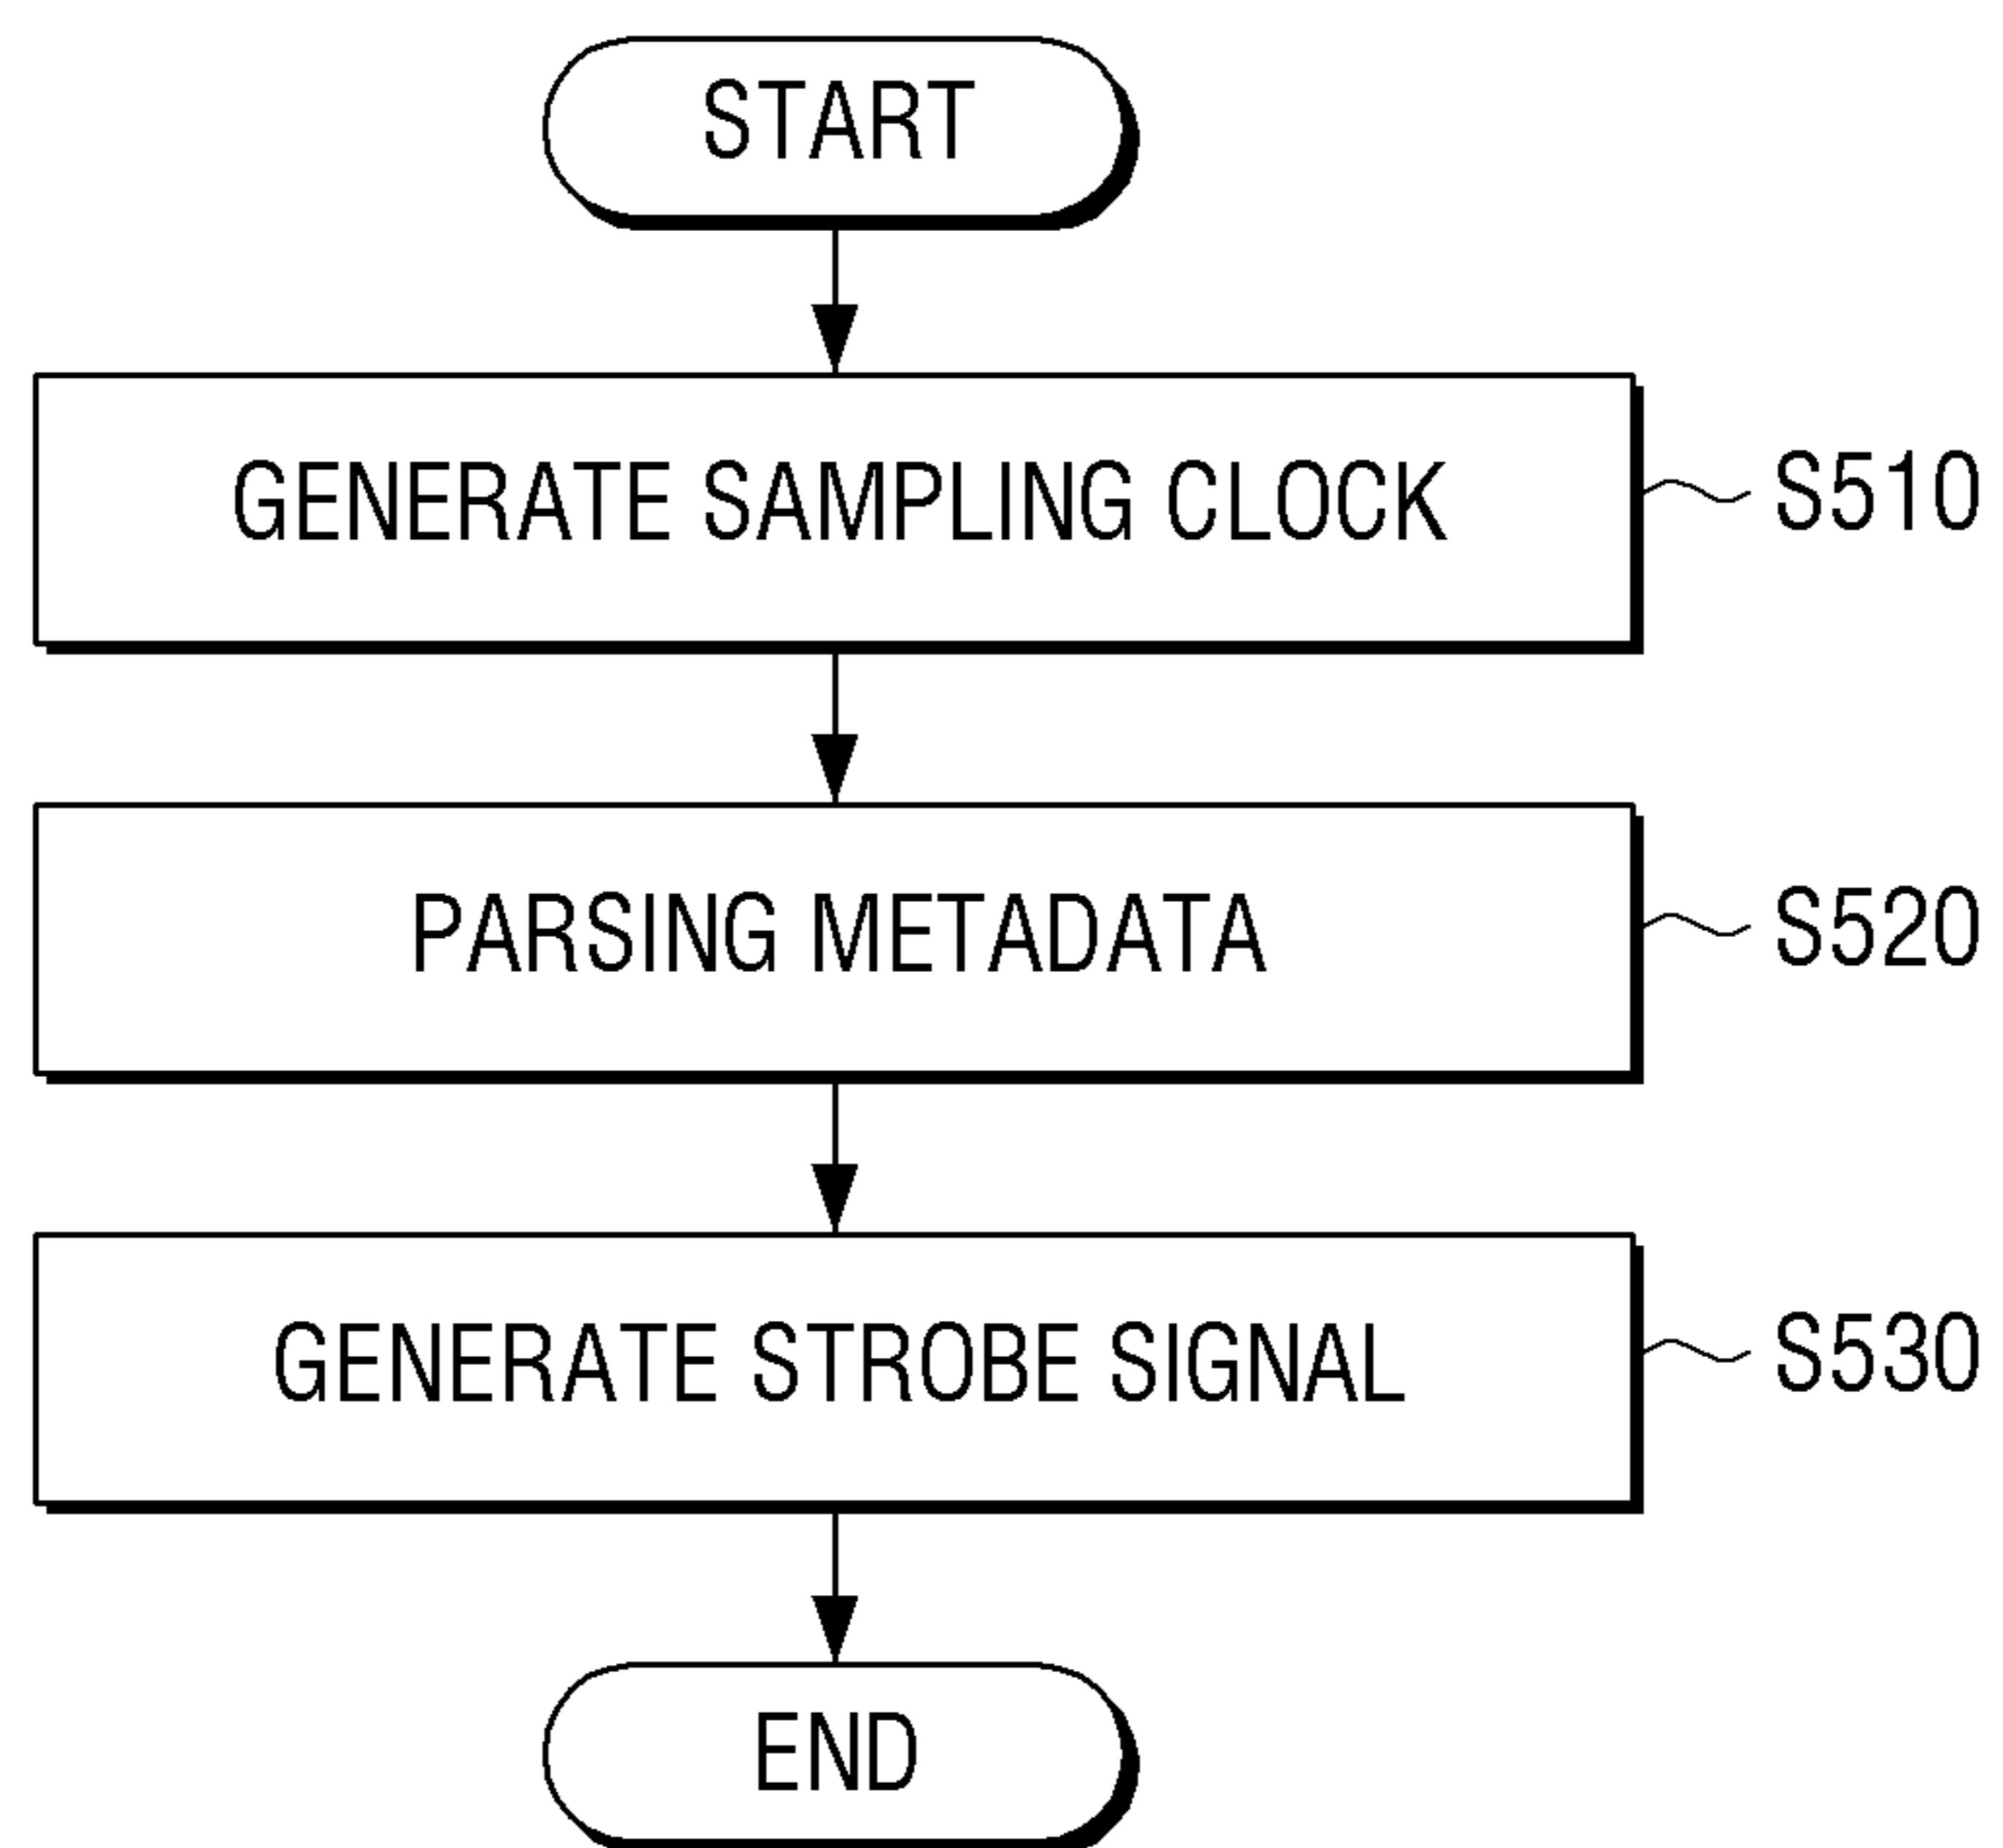 START
GENERATE SAMPLING CLOCK S510
PARSING METADATA S520
GENERATE STROBE SIGNAL S530
END